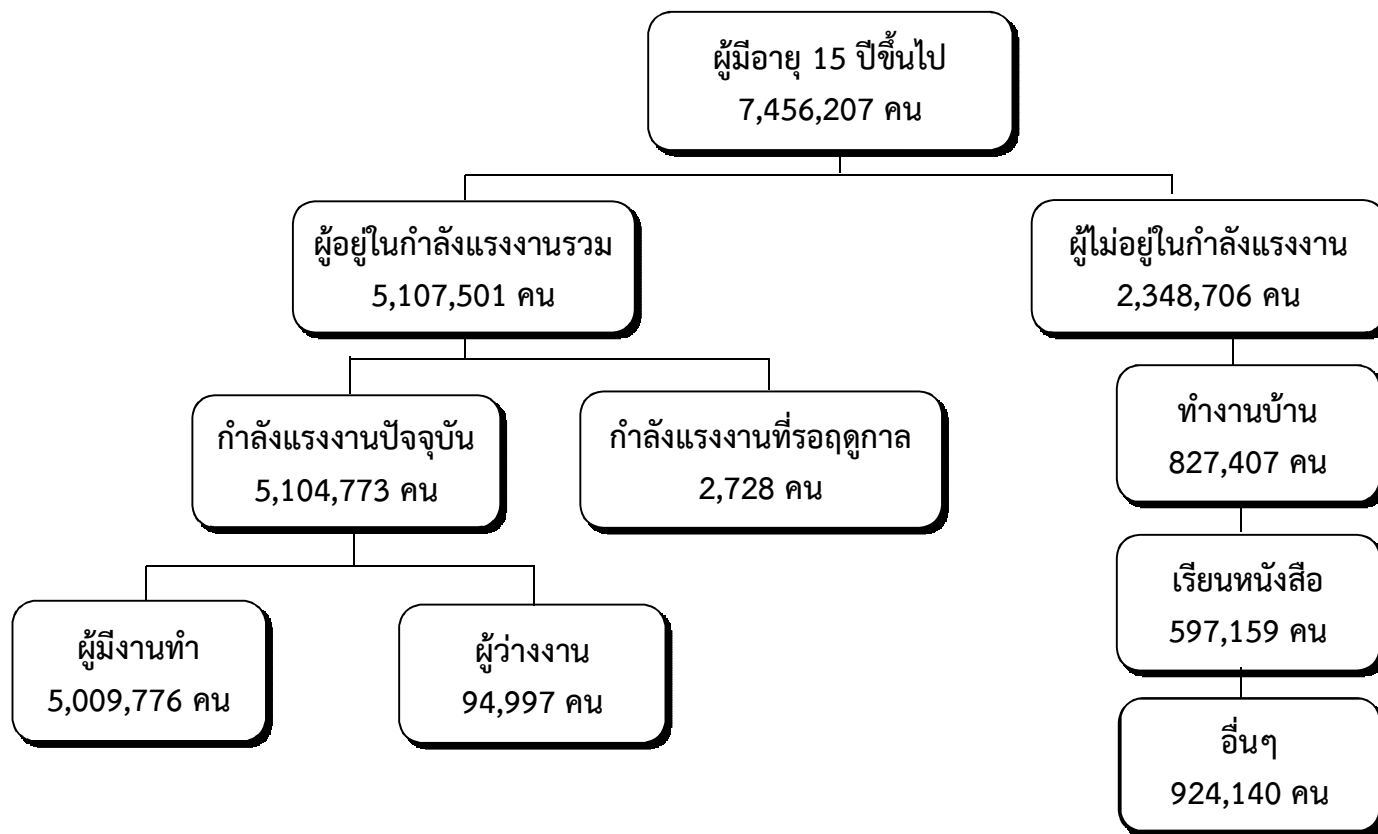 ผู้มีอายุ 15 ปีขึ้นไป
7,456,207 คน
ผู้อยู่ในกำลังแรงงานรวม
5,107,501 คน
ผู้ไม่อยู่ในกำลังแรงงาน
2,348,706 คน
กำลังแรงงานปัจจุบัน
5,104,773 คน
กำลังแรงงานที่รอฤดูกาล
2,728 คน
ทำงานบ้าน
827,407 คน
ผู้มีงานทำ
5,009,776 คน
ผู้ว่างงาน
94,997 คน
เรียนหนังสือ
597,159 คน
อื่นๆ
924,140 คน